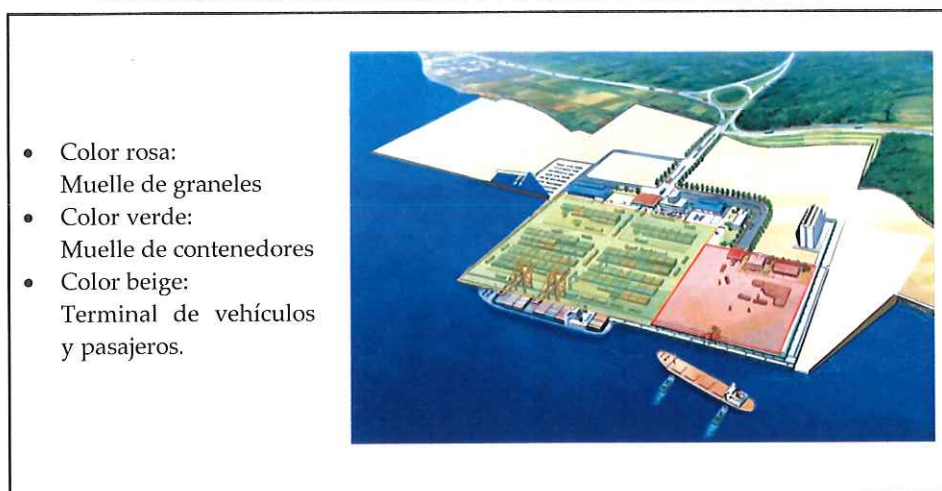 • Color rosa:
Muelle de graneles
• Color verde:
Muelle de contenedores
• Color beige:
Terminal de vehículos
y pasajeros.